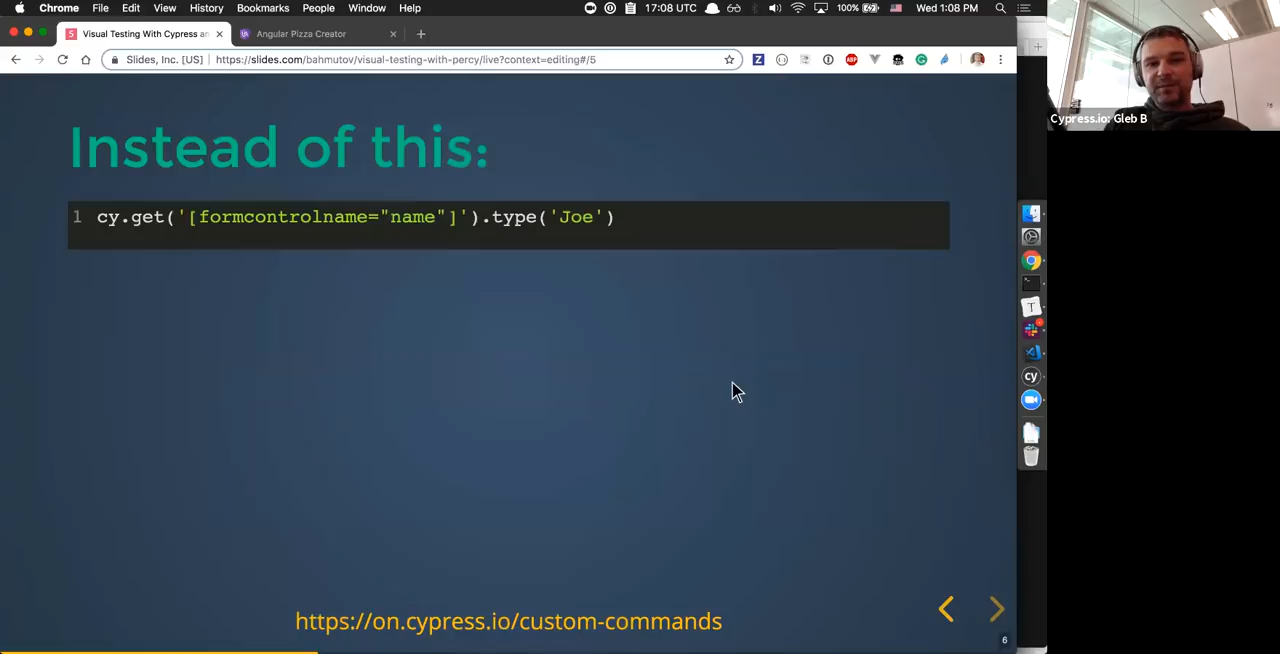 Chrome File Edit View History Bookmarks People Window Help 17:08 UTC 100% Wed 1:08 PM
Visual Testing With Cypress an Angular Pizza Creator
Slides, Inc. [US] https://slides.com/bahmutov/visual-testing-with-percy/live?context=editing#/5
Cypress.io: Gleb B
Instead of this:
1 cy.get('[formcontrolname="name"]').type('Joe')
https://on.cypress.io/custom-commands
6